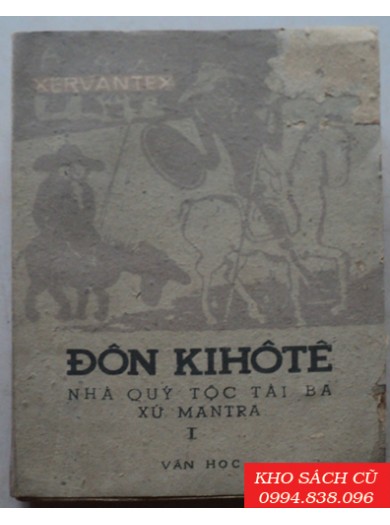 XERVANTEX
ĐÔN KIHÔTÊ
NHÀ QUÝ TỘC TÀI BA
XỨ MANTRA
I
VĂN HỌC
KHO SÁCH CŨ
0994.838.096